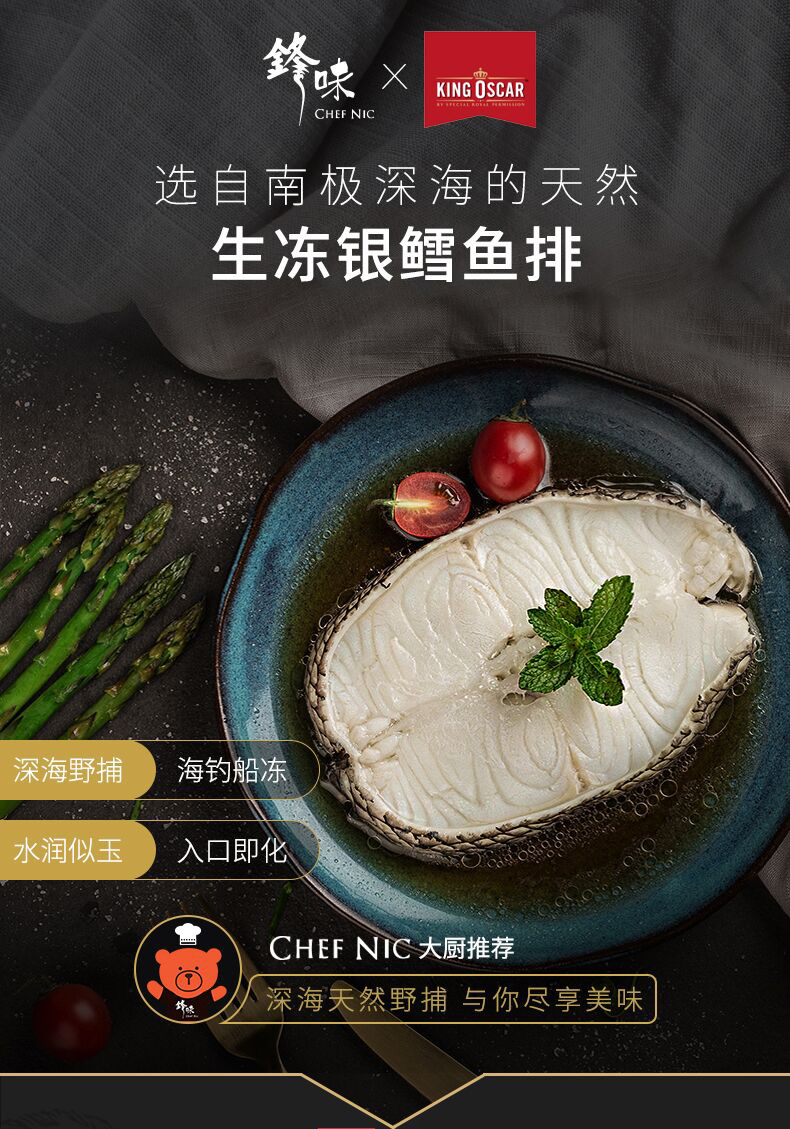 鋒味
CHEF NIC
×
KING OSCAR
BY SPECIAL ROYAL PERMISSION
选自南极深海的天然
生冻银鳕鱼排
深海野捕 海钓船冻
水润似玉 入口即化
CHEF NIC 大厨推荐
鋒味
深海天然野捕 与你尽享美味